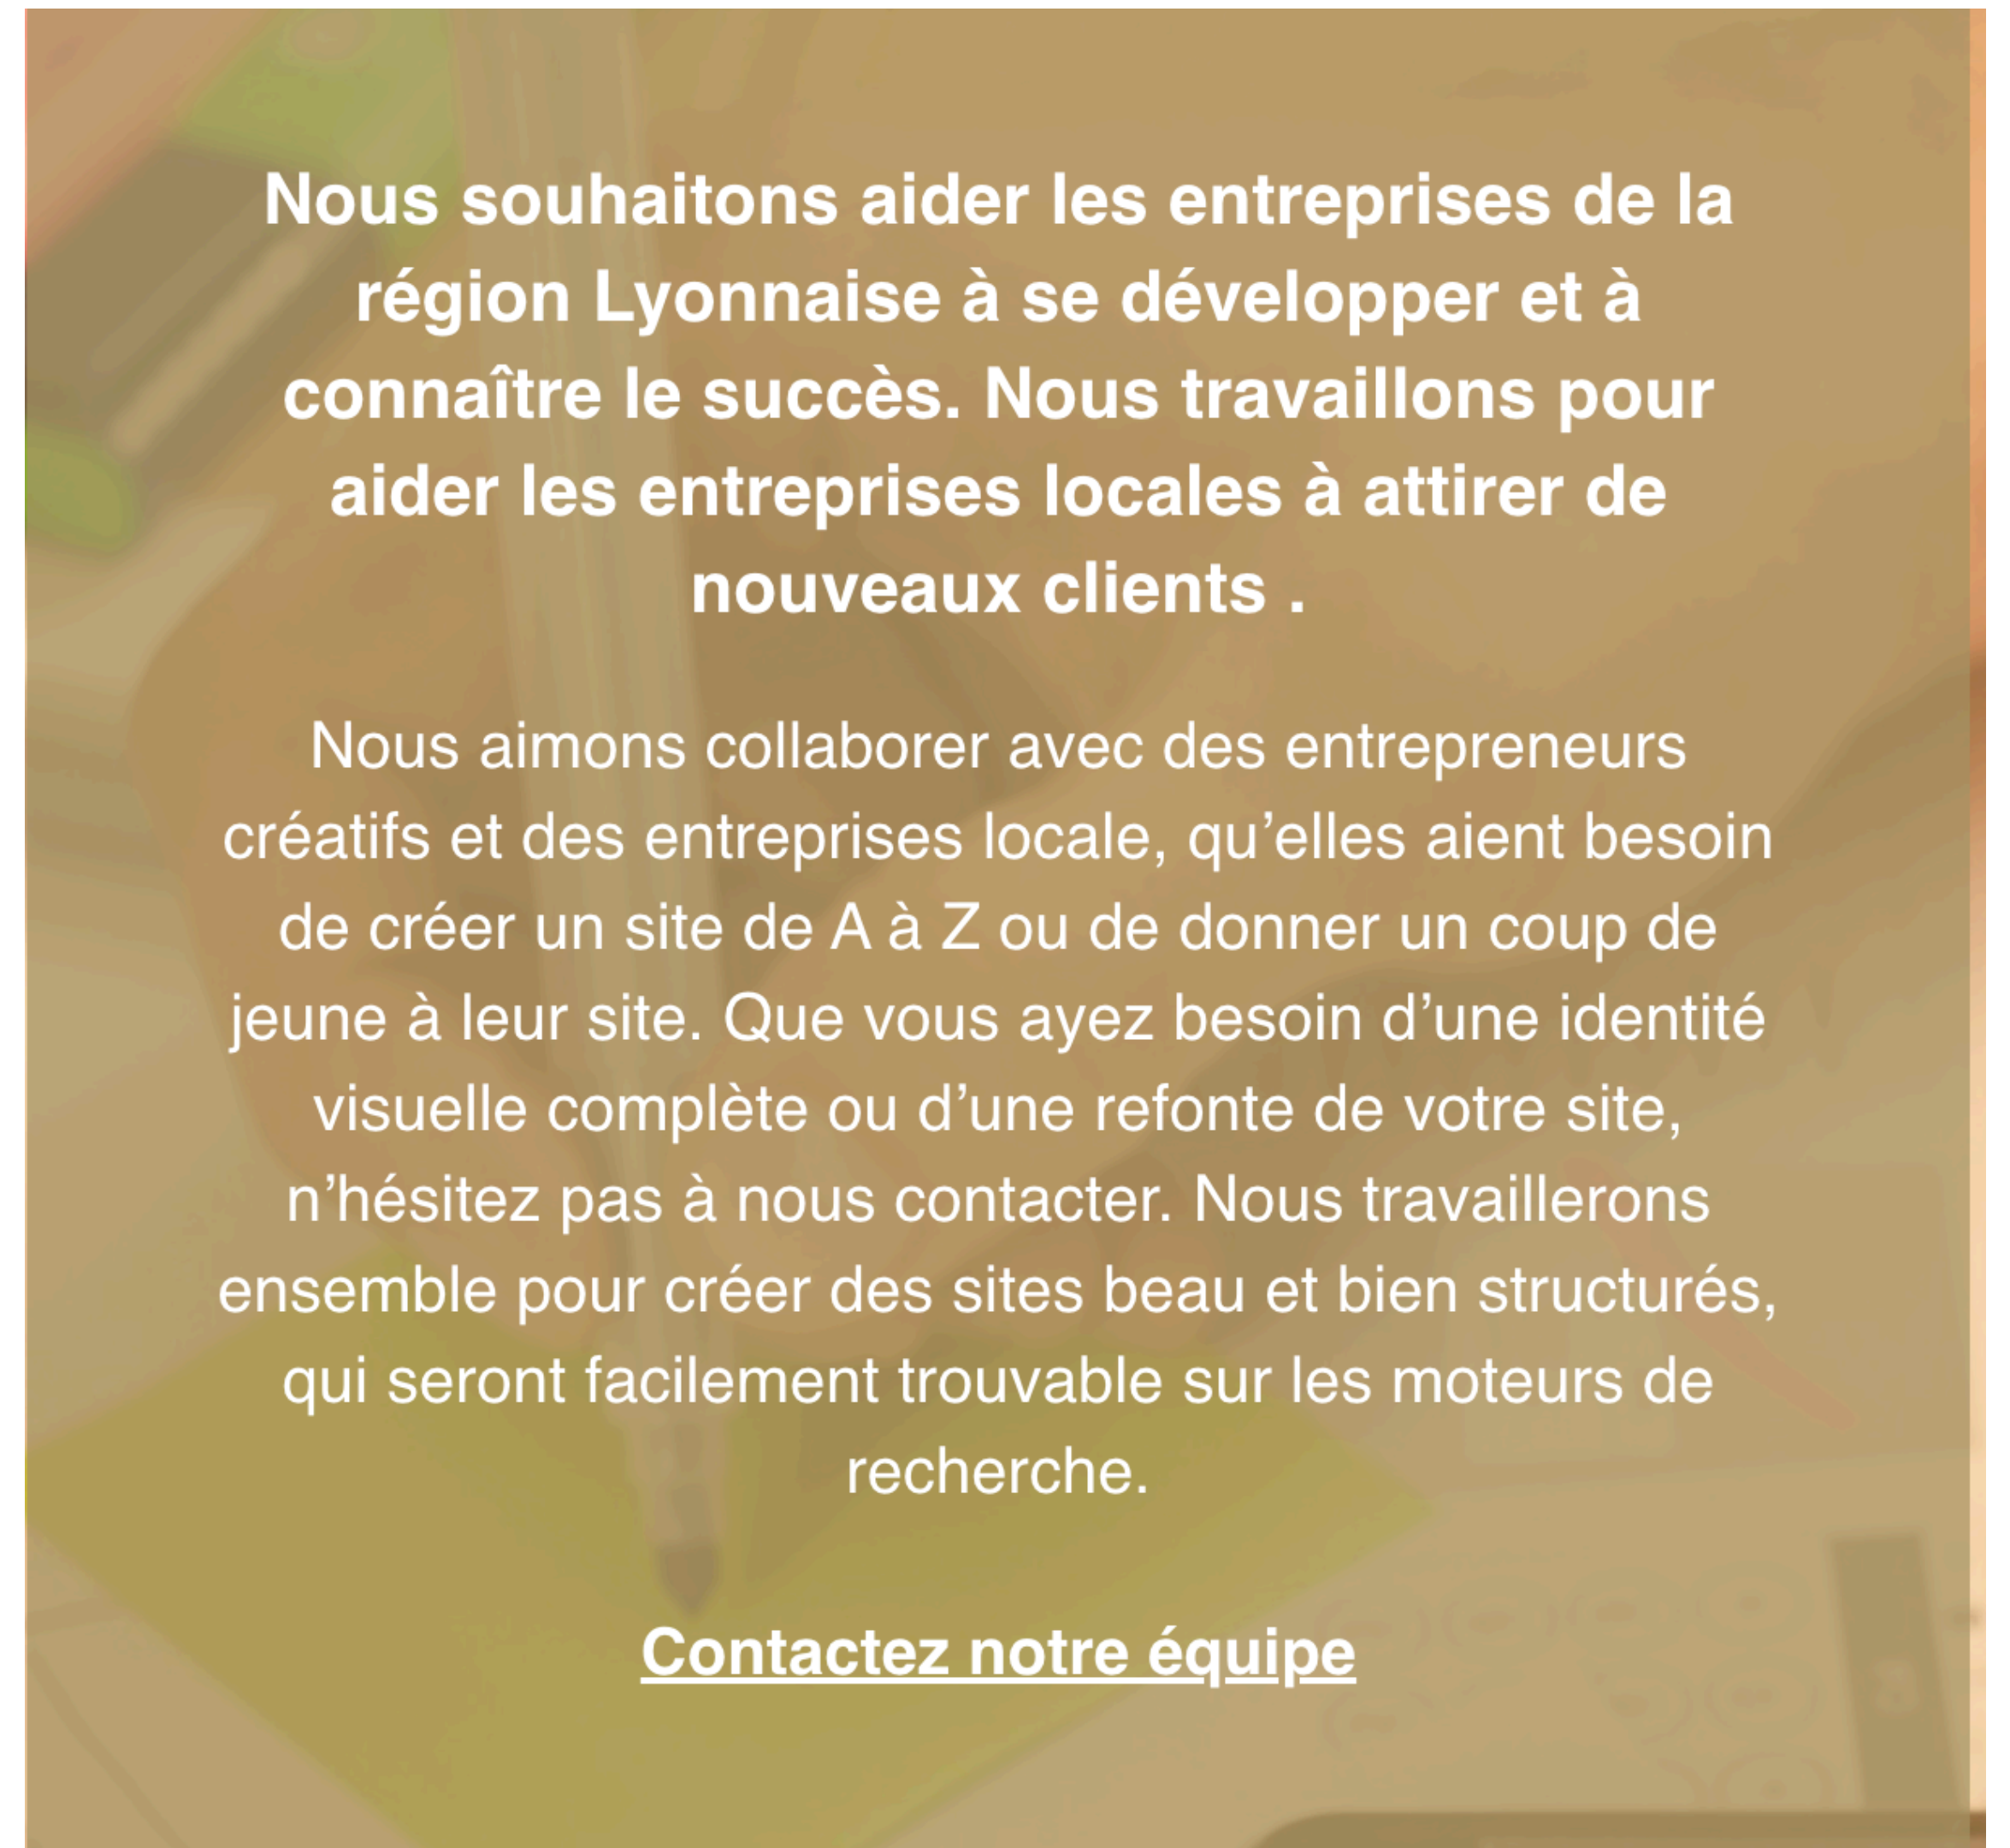 Nous souhaitons aider les entreprises de la
région Lyonnaise à se développer et à
connaître le succès. Nous travaillons pour
aider les entreprises locales à attirer de
nouveaux clients .
Nous aimons collaborer avec des entrepreneurs
créatifs et des entreprises locale, qu’elles aient besoin
de créer un site de A à Z ou de donner un coup de
jeune à leur site. Que vous ayez besoin d’une identité
visuelle complète ou d’une refonte de votre site,
n’hésitez pas à nous contacter. Nous travaillerons
ensemble pour créer des sites beau et bien structurés,
qui seront facilement trouvable sur les moteurs de
recherche.
Contactez notre équipe